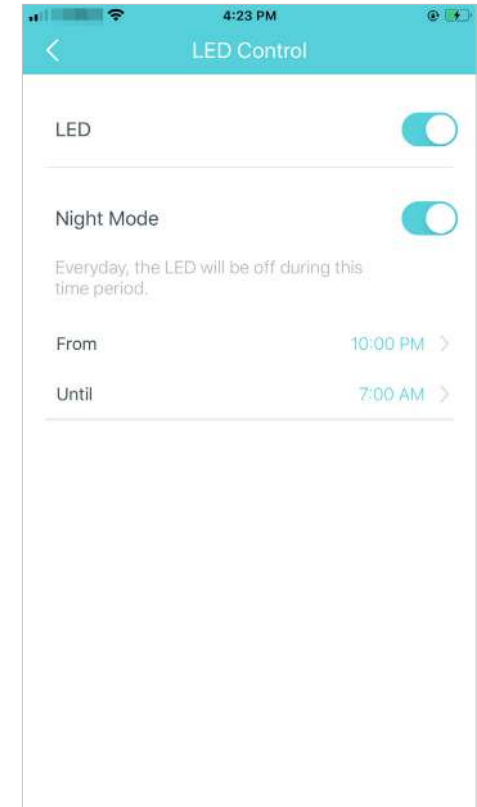 4:23 PM
LED Control
LED
Night Mode
Everyday, the LED will be off during this
time period.
From 10:00 PM
Until 7:00 AM